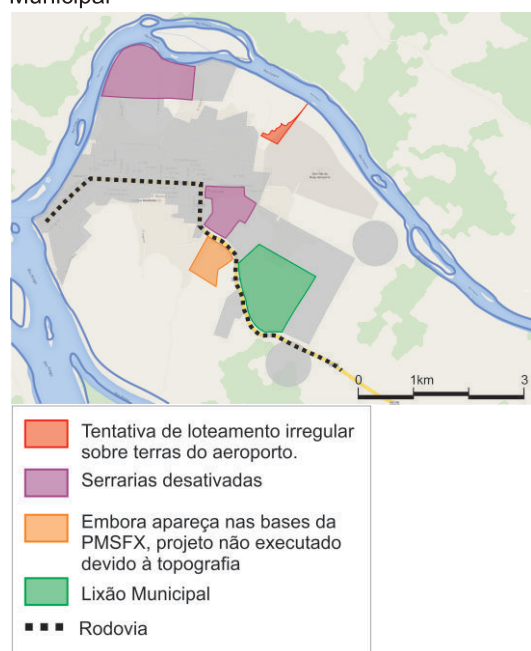 Municipal
0 1km 3
Tentativa de loteamento irregular
sobre terras do aeroporto.
Serrarias desativadas
Embora apareça nas bases da
PMSFX, projeto não executado
devido à topografia
Lixão Municipal
Rodovia